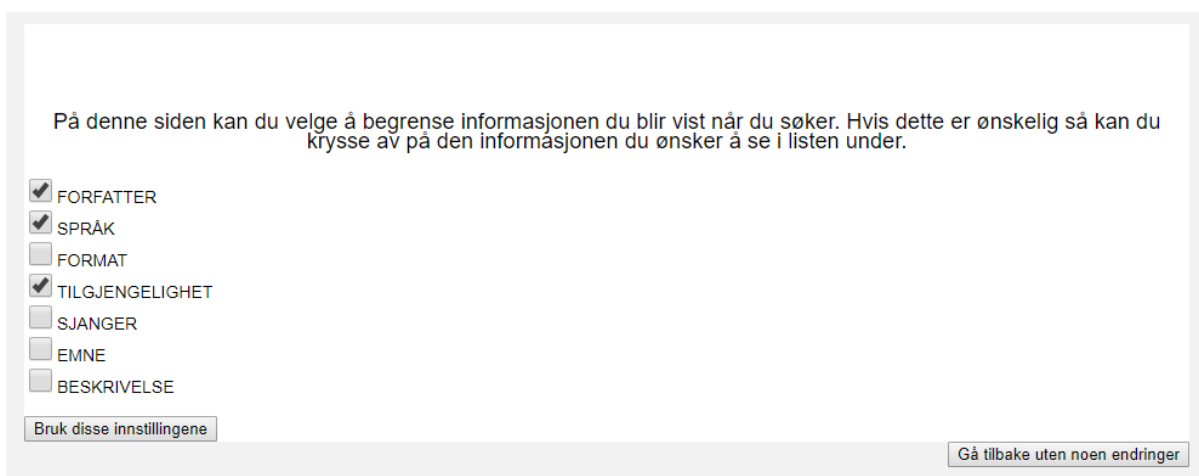 På denne siden kan du velge å begrense informasjonen du blir vist når du søker. Hvis dette er ønskelig så kan du
krysse av på den informasjonen du ønsker å se i listen under.
FORFATTER
SPRÅK
FORMAT
TILGJENGELIGHET
SJANGER
EMNE
BESKRIVELSE
Bruk disse innstillingene
Gå tilbake uten noen endringer